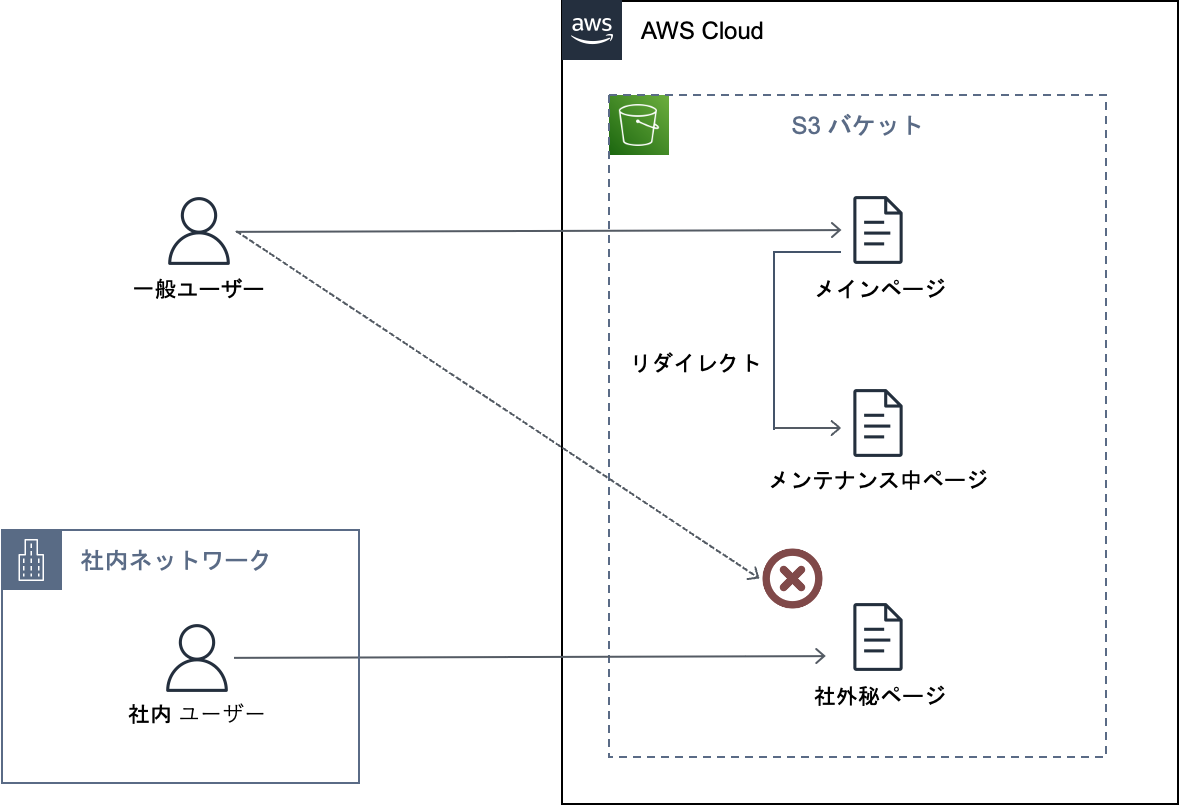 aws
AWS Cloud
S3 バケット
一般ユーザー
メインページ
リダイレクト
メンテナンス中ページ
社内ネットワーク
社内 ユーザー
社外秘ページ